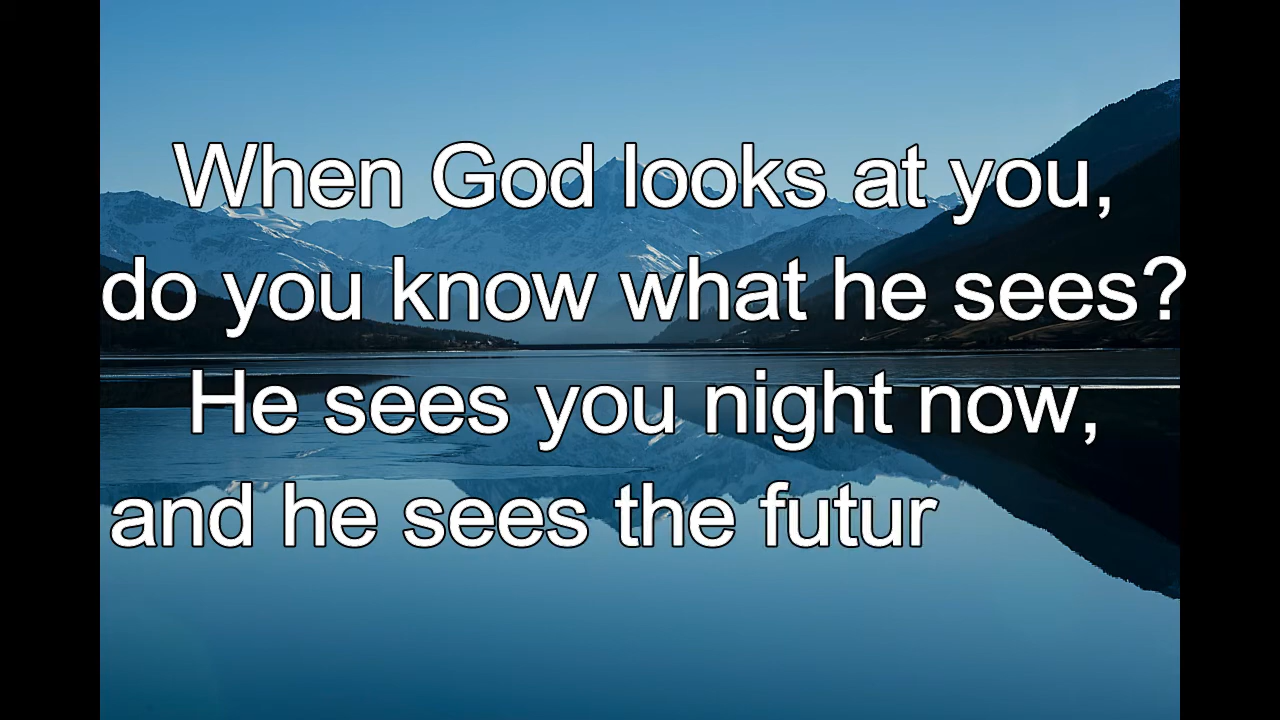 When God looks at you,
do you know what he sees?
He sees you night now,
and he sees the futur